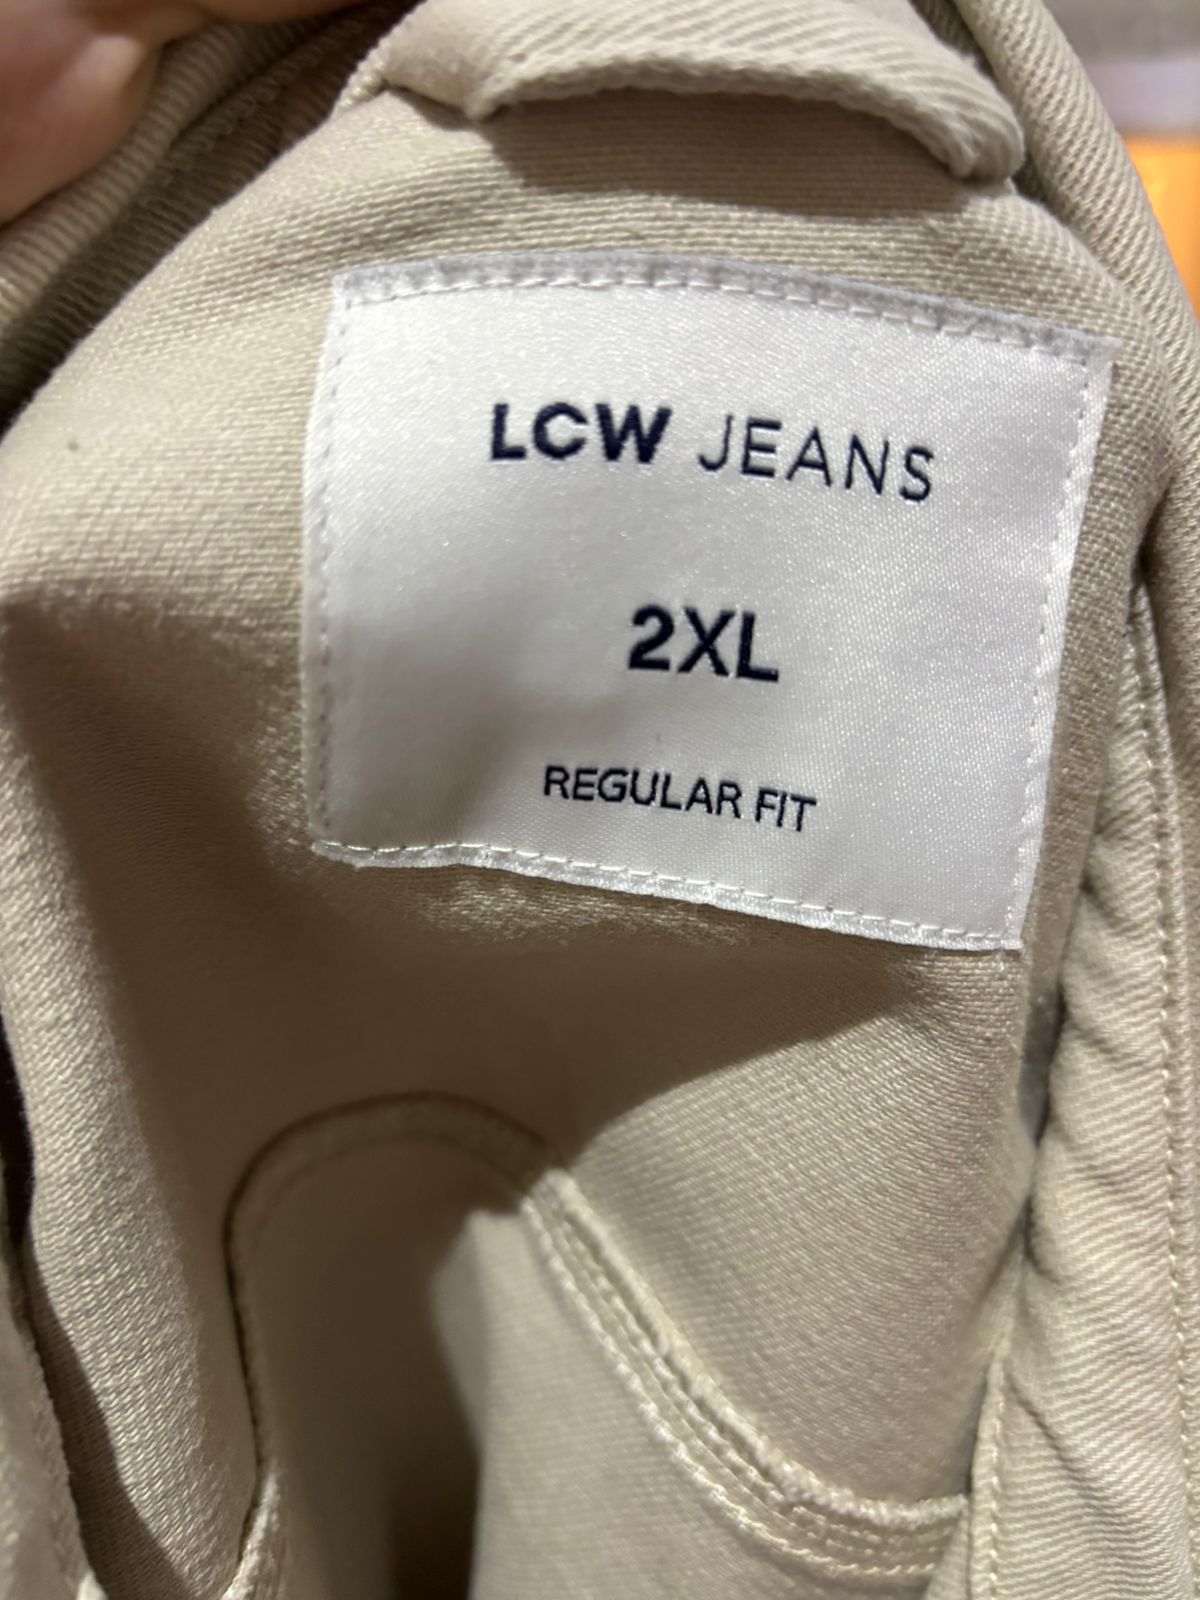 LCW JEANS
2XL
REGULAR FIT